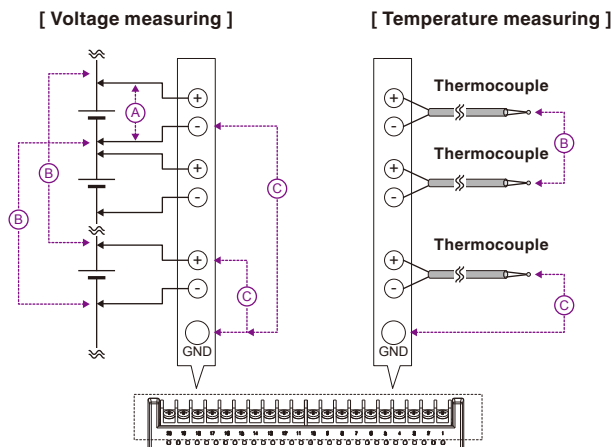 [ Voltage measuring ]
[ Temperature measuring ]
+
A
-
C
B
+
-
B
+
C
-
GND
Thermocouple
+
-
B
Thermocouple
+
-
Thermocouple
+
-
C
GND